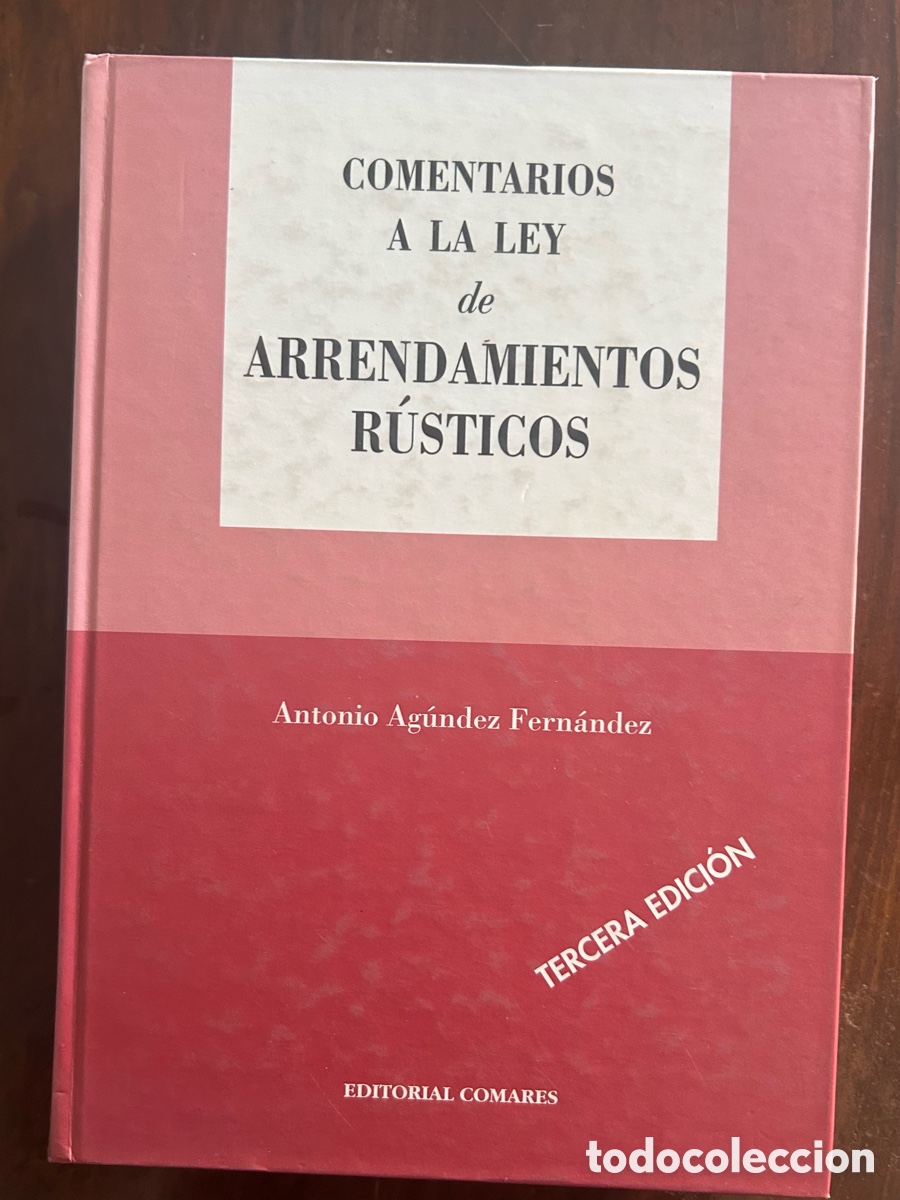 COMENTARIOS
A LA LEY
de
ARRENDAMIENTOS
RÚSTICOS
Antonio Agúndez Fernández
TERCERA EDICIÓN
EDITORIAL COMARES
todocoleccion